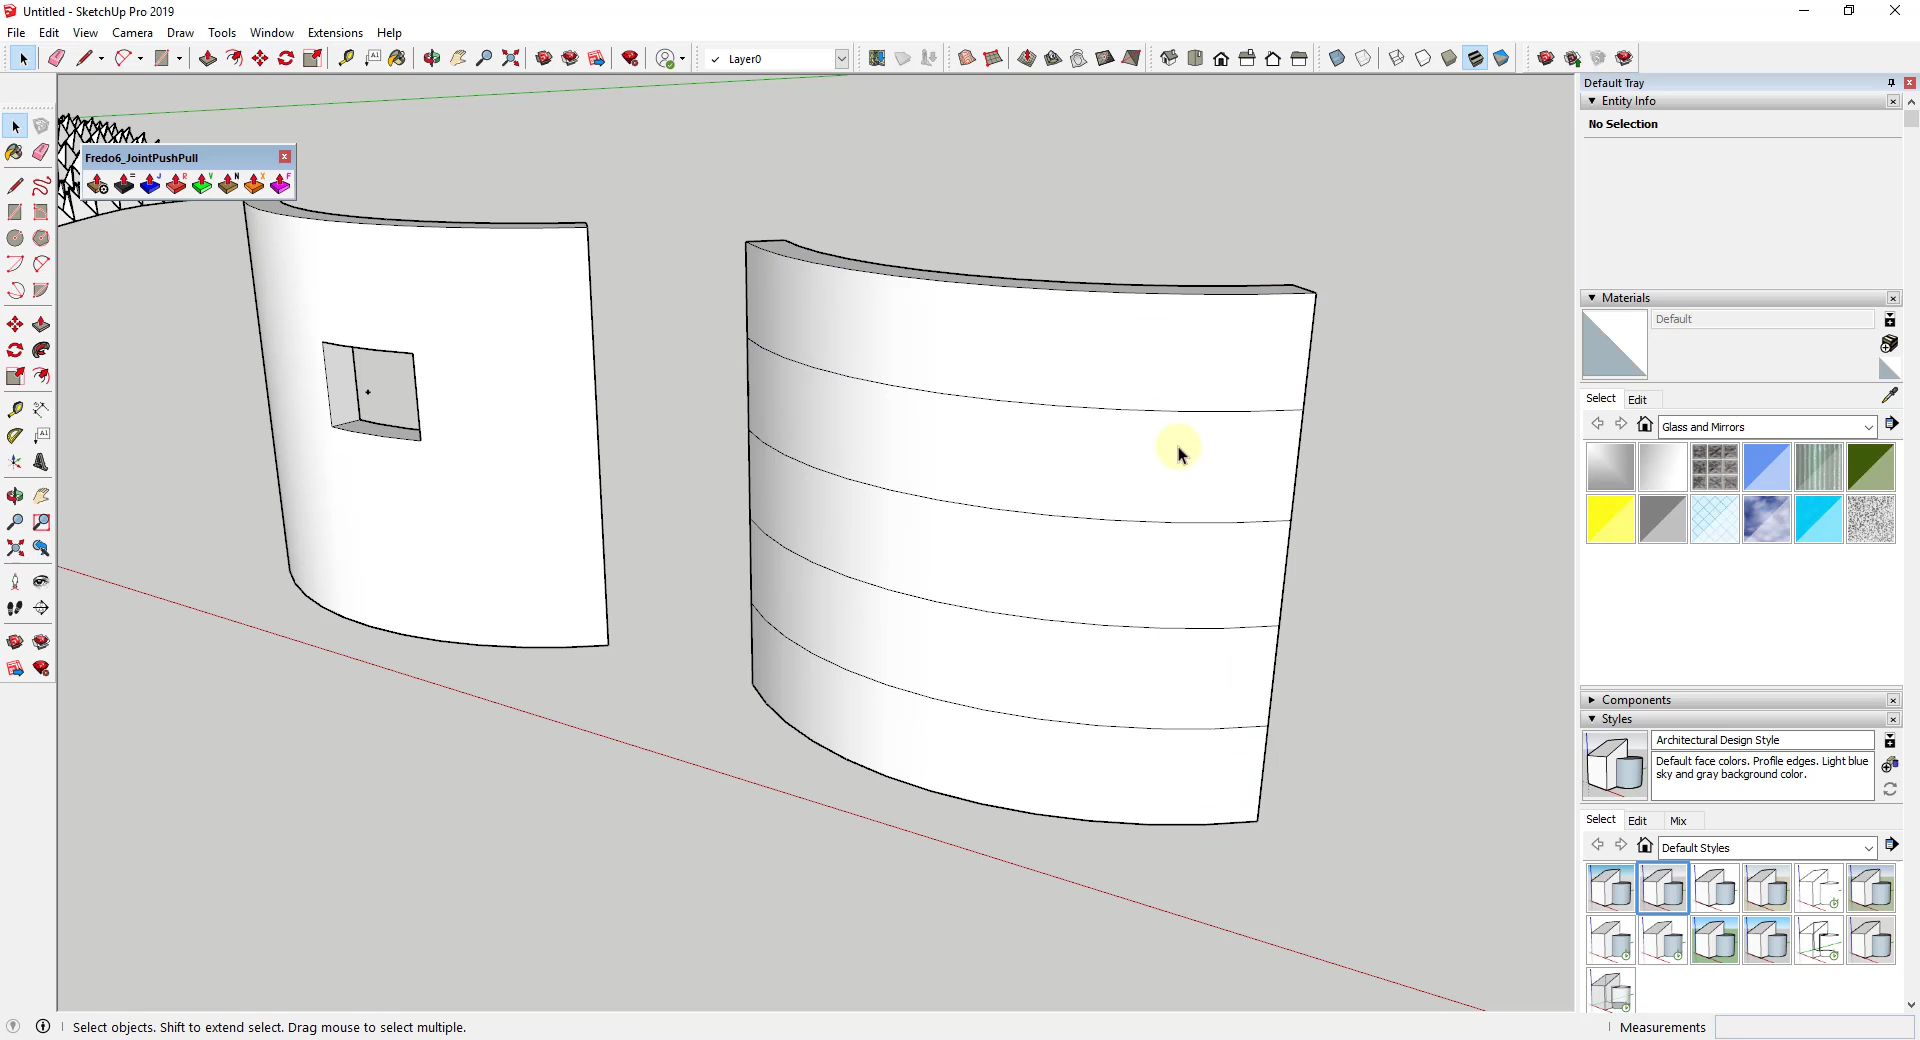 Untitled - SketchUp Pro 2019
File Edit View Camera Draw Tools Window Extensions Help
Layer0
Default Tray
Entity Info
No Selection
Fredo6_JointPushPull
= J R V N X F
Materials
Default
Select Edit
Glass and Mirrors
Components
Styles
Architectural Design Style
Default face colors. Profile edges. Light blue
sky and gray background color.
Select Edit Mix
Default Styles
Select objects. Shift to extend select. Drag mouse to select multiple.
Measurements